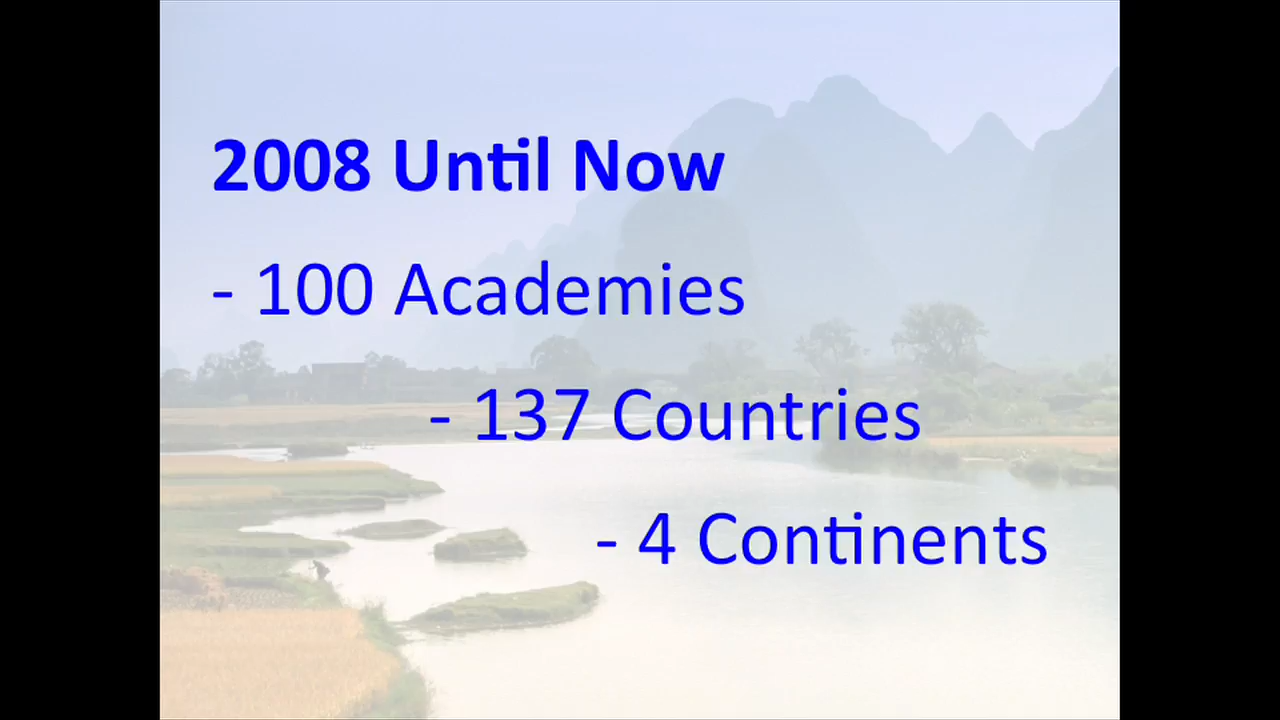 2008 Until Now
- 100 Academies
- 137 Countries
- 4 Continents